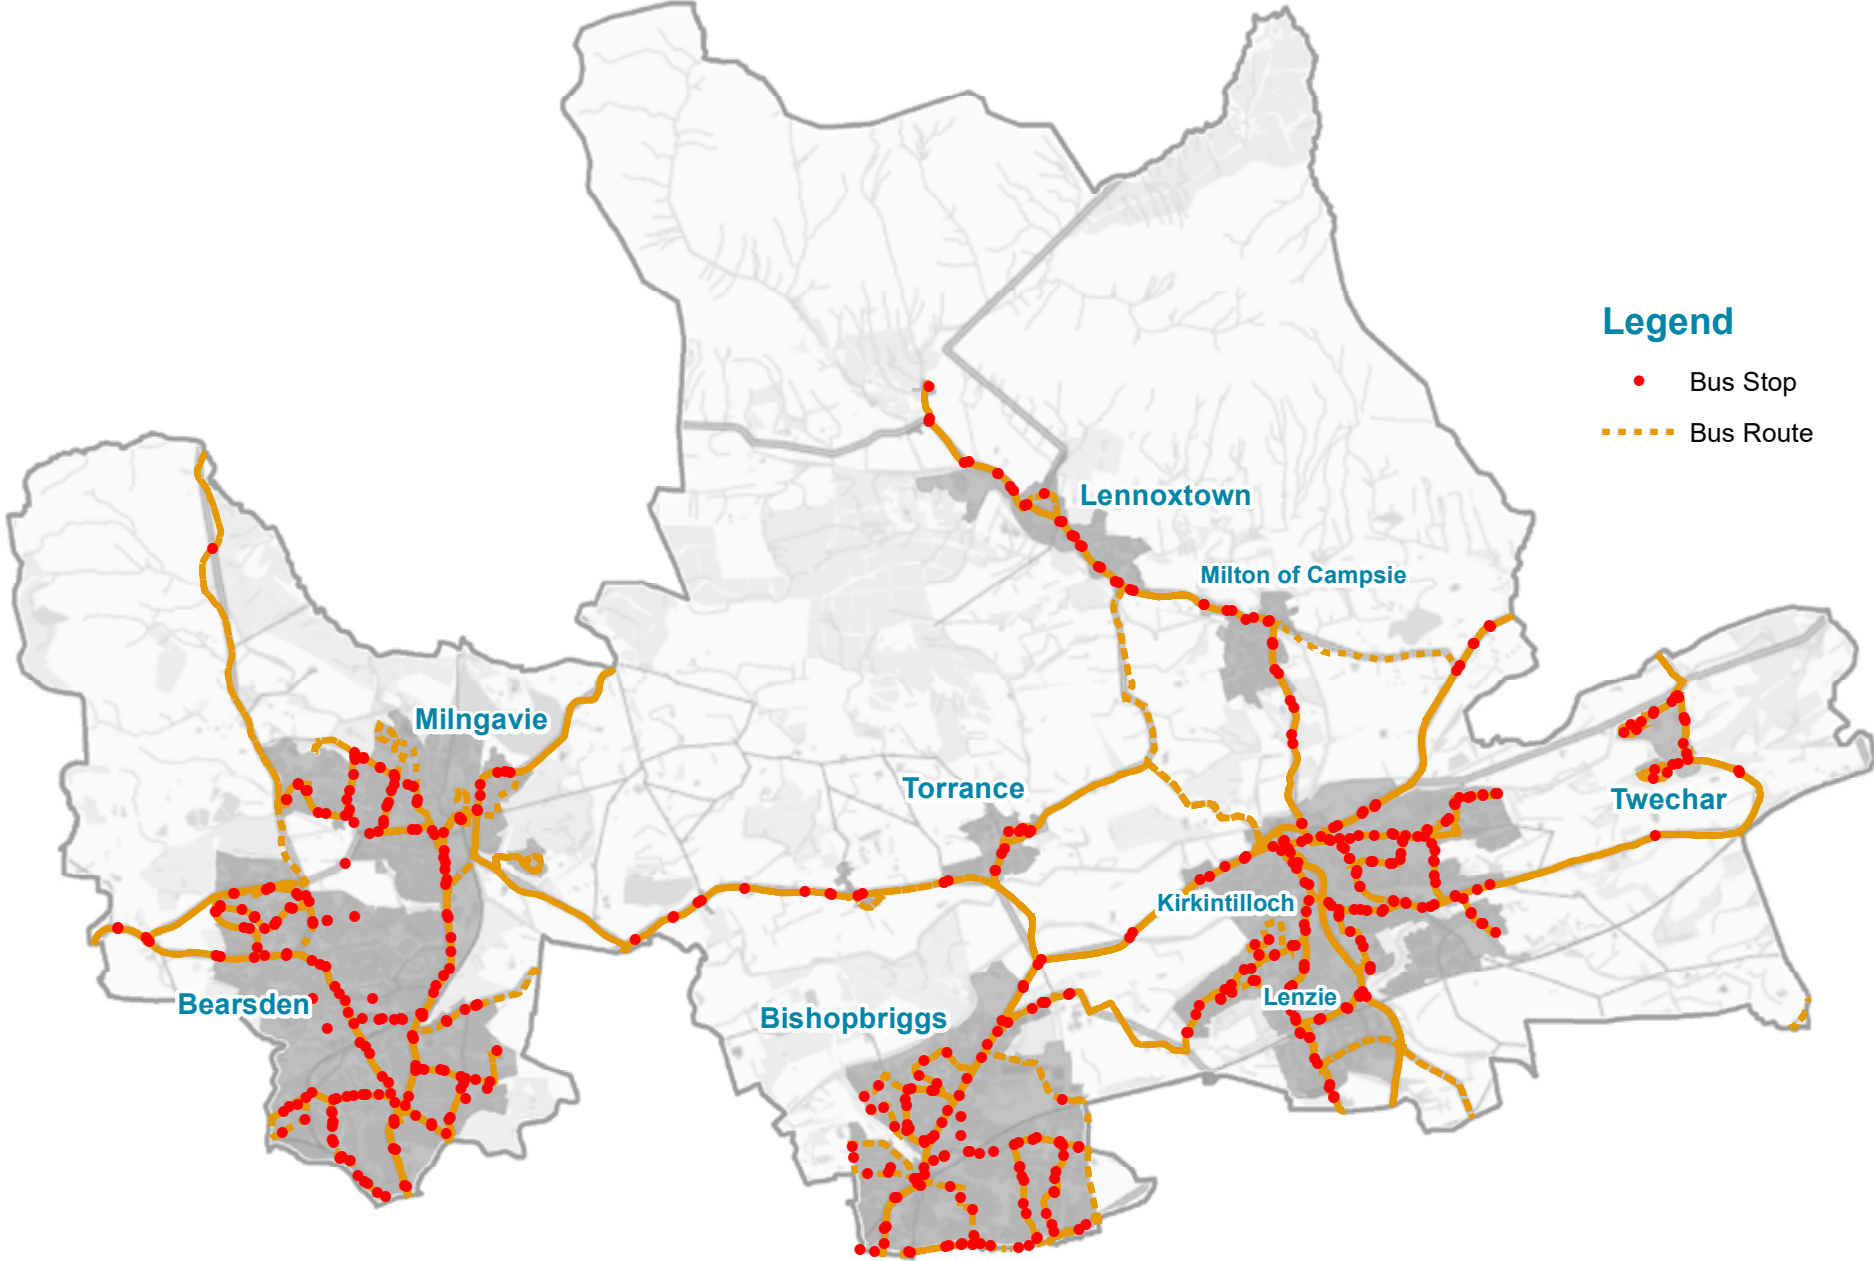 Legend
Bus Stop
Bus Route
Lennoxtown
Milton of Campsie
Milngavie
Torrance
Twechar
Kirkintilloch
Lenzie
Bearsden
Bishopbriggs